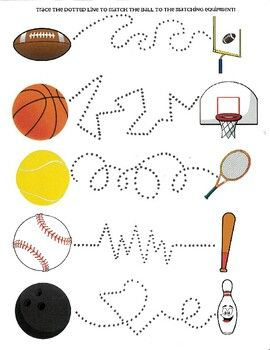 TRACE THE DOTTED LINE TO MATCH THE BALL TO THE MATCHING EQUIPMENT!